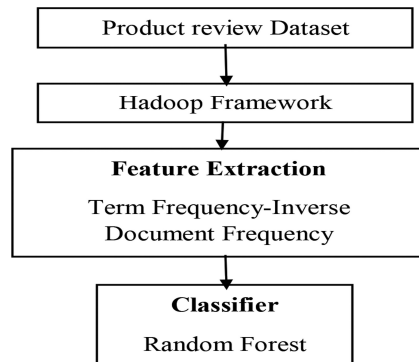 Product review Dataset
Hadoop Framework
Feature Extraction
Term Frequency-Inverse
Document Frequency
Classifier
Random Forest